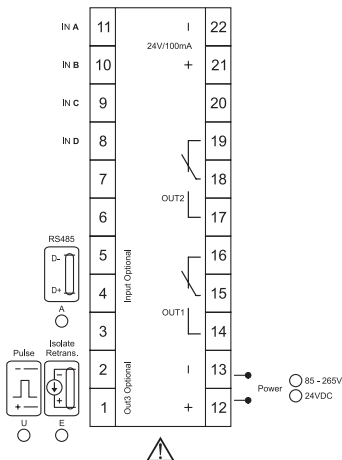 IN A 11 – 22
24V/100mA
IN B 10 + 21
IN C 9 20
IN D 8 19
7 18
OUT2
6 17
RS485
D-
D+
A
5 16
Input Optional
4 15
OUT1
3 14
Pulse
– –
+ –
U
Isolate
Retrans.
–
+
E
2 – 13
Out3 Optional
1 + 12
Power
85 - 265V
24VDC